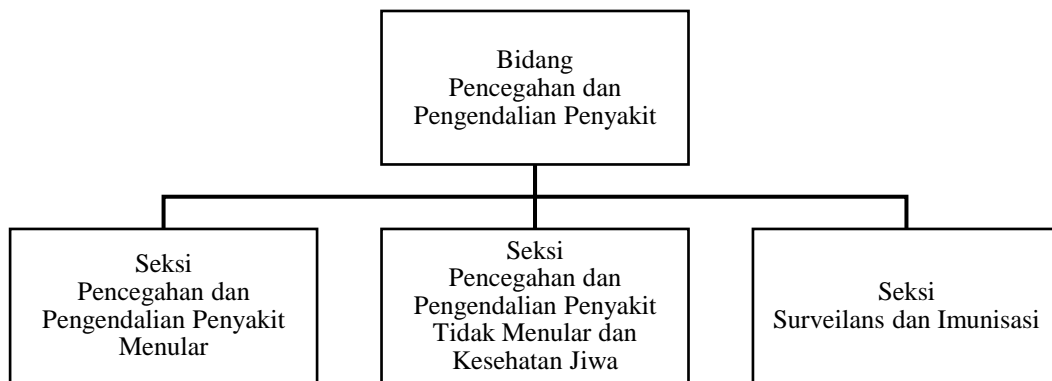 Bidang
Pencegahan dan
Pengendalian Penyakit
Seksi
Pencegahan dan
Pengendalian Penyakit
Menular
Seksi
Pencegahan dan
Pengendalian Penyakit
Tidak Menular dan
Kesehatan Jiwa
Seksi
Surveilans dan Imunisasi